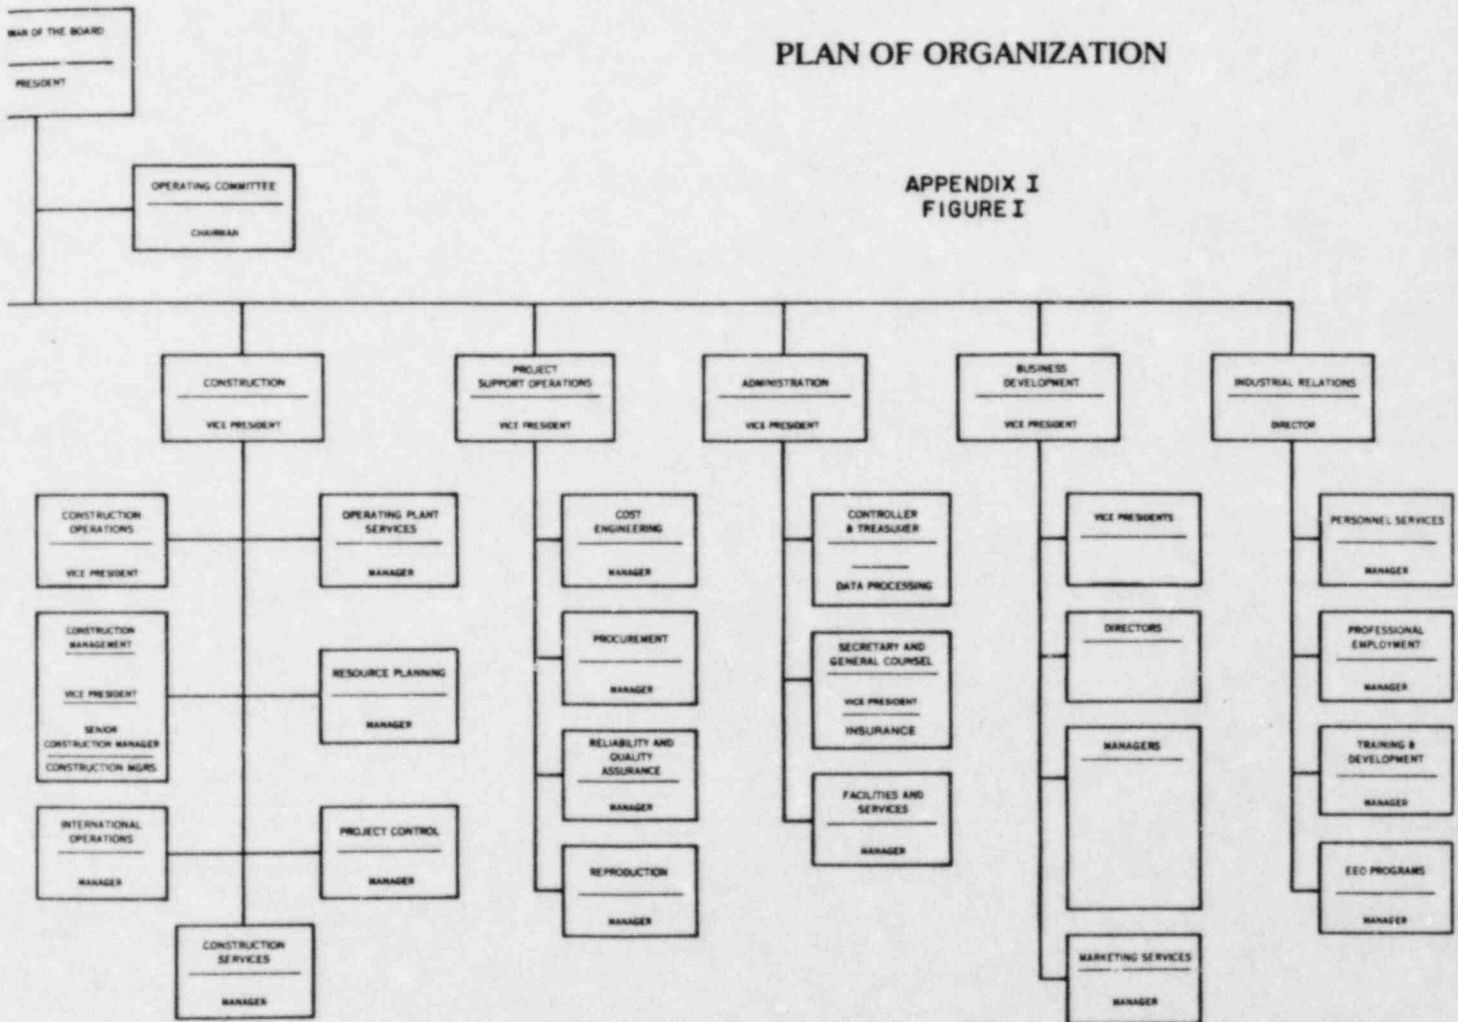 MAN OF THE BOARD
PRESIDENT
PLAN OF ORGANIZATION
APPENDIX I
FIGURE I
OPERATING COMMITTEE
CHAIRMAN
CONSTRUCTION
VICE PRESIDENT
PROJECT
SUPPORT OPERATIONS
VICE PRESIDENT
ADMINISTRATION
VICE PRESIDENT
BUSINESS
DEVELOPMENT
VICE PRESIDENT
INDUSTRIAL RELATIONS
DIRECTOR
CONSTRUCTION
OPERATIONS
VICE PRESIDENT
CONSTRUCTION
MANAGEMENT
VICE PRESIDENT
SENIOR
CONSTRUCTION MANAGER
CONSTRUCTION MGRS.
INTERNATIONAL
OPERATIONS
MANAGER
OPERATING PLANT
SERVICES
MANAGER
RESOURCE PLANNING
MANAGER
PROJECT CONTROL
MANAGER
CONSTRUCTION
SERVICES
MANAGER
COST
ENGINEERING
MANAGER
PROCUREMENT
MANAGER
RELIABILITY AND
QUALITY
ASSURANCE
MANAGER
REPRODUCTION
MANAGER
CONTROLLER
& TREASURER
DATA PROCESSING
SECRETARY AND
GENERAL COUNSEL
VICE PRESIDENT
INSURANCE
FACILITIES AND
SERVICES
MANAGER
VICE PRESIDENTS
DIRECTORS
MANAGERS
MARKETING SERVICES
MANAGER
PERSONNEL SERVICES
MANAGER
PROFESSIONAL
EMPLOYMENT
MANAGER
TRAINING &
DEVELOPMENT
MANAGER
EEO PROGRAMS
MANAGER